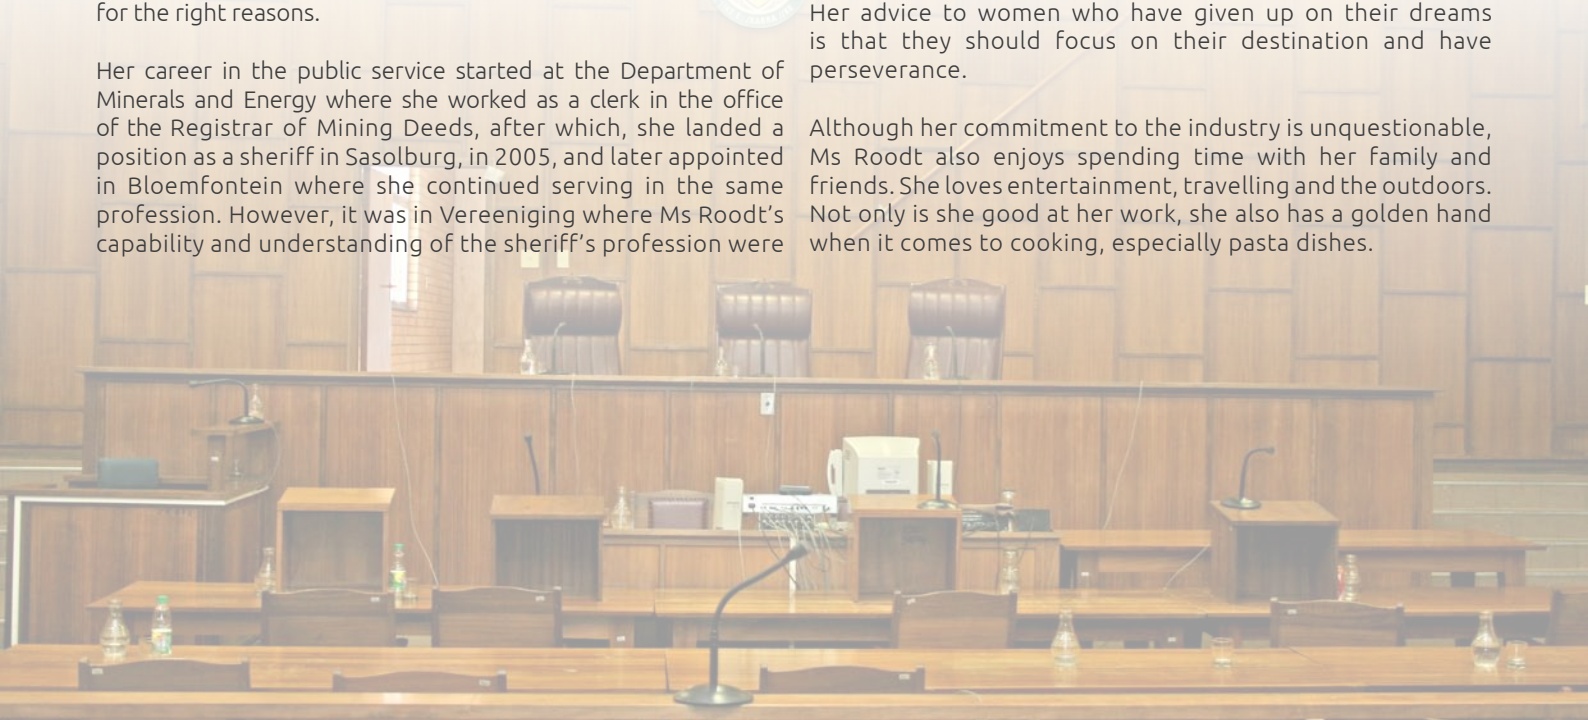 for the right reasons.
Her career in the public service started at the Department of
Minerals and Energy where she worked as a clerk in the office
of the Registrar of Mining Deeds, after which, she landed a
position as a sheriff in Sasolburg, in 2005, and later appointed
in Bloemfontein where she continued serving in the same
profession. However, it was in Vereeniging where Ms Roodt’s
capability and understanding of the sheriff’s profession were
Her advice to women who have given up on their dreams
is that they should focus on their destination and have
perseverance.
Although her commitment to the industry is unquestionable,
Ms Roodt also enjoys spending time with her family and
friends. She loves entertainment, travelling and the outdoors.
Not only is she good at her work, she also has a golden hand
when it comes to cooking, especially pasta dishes.